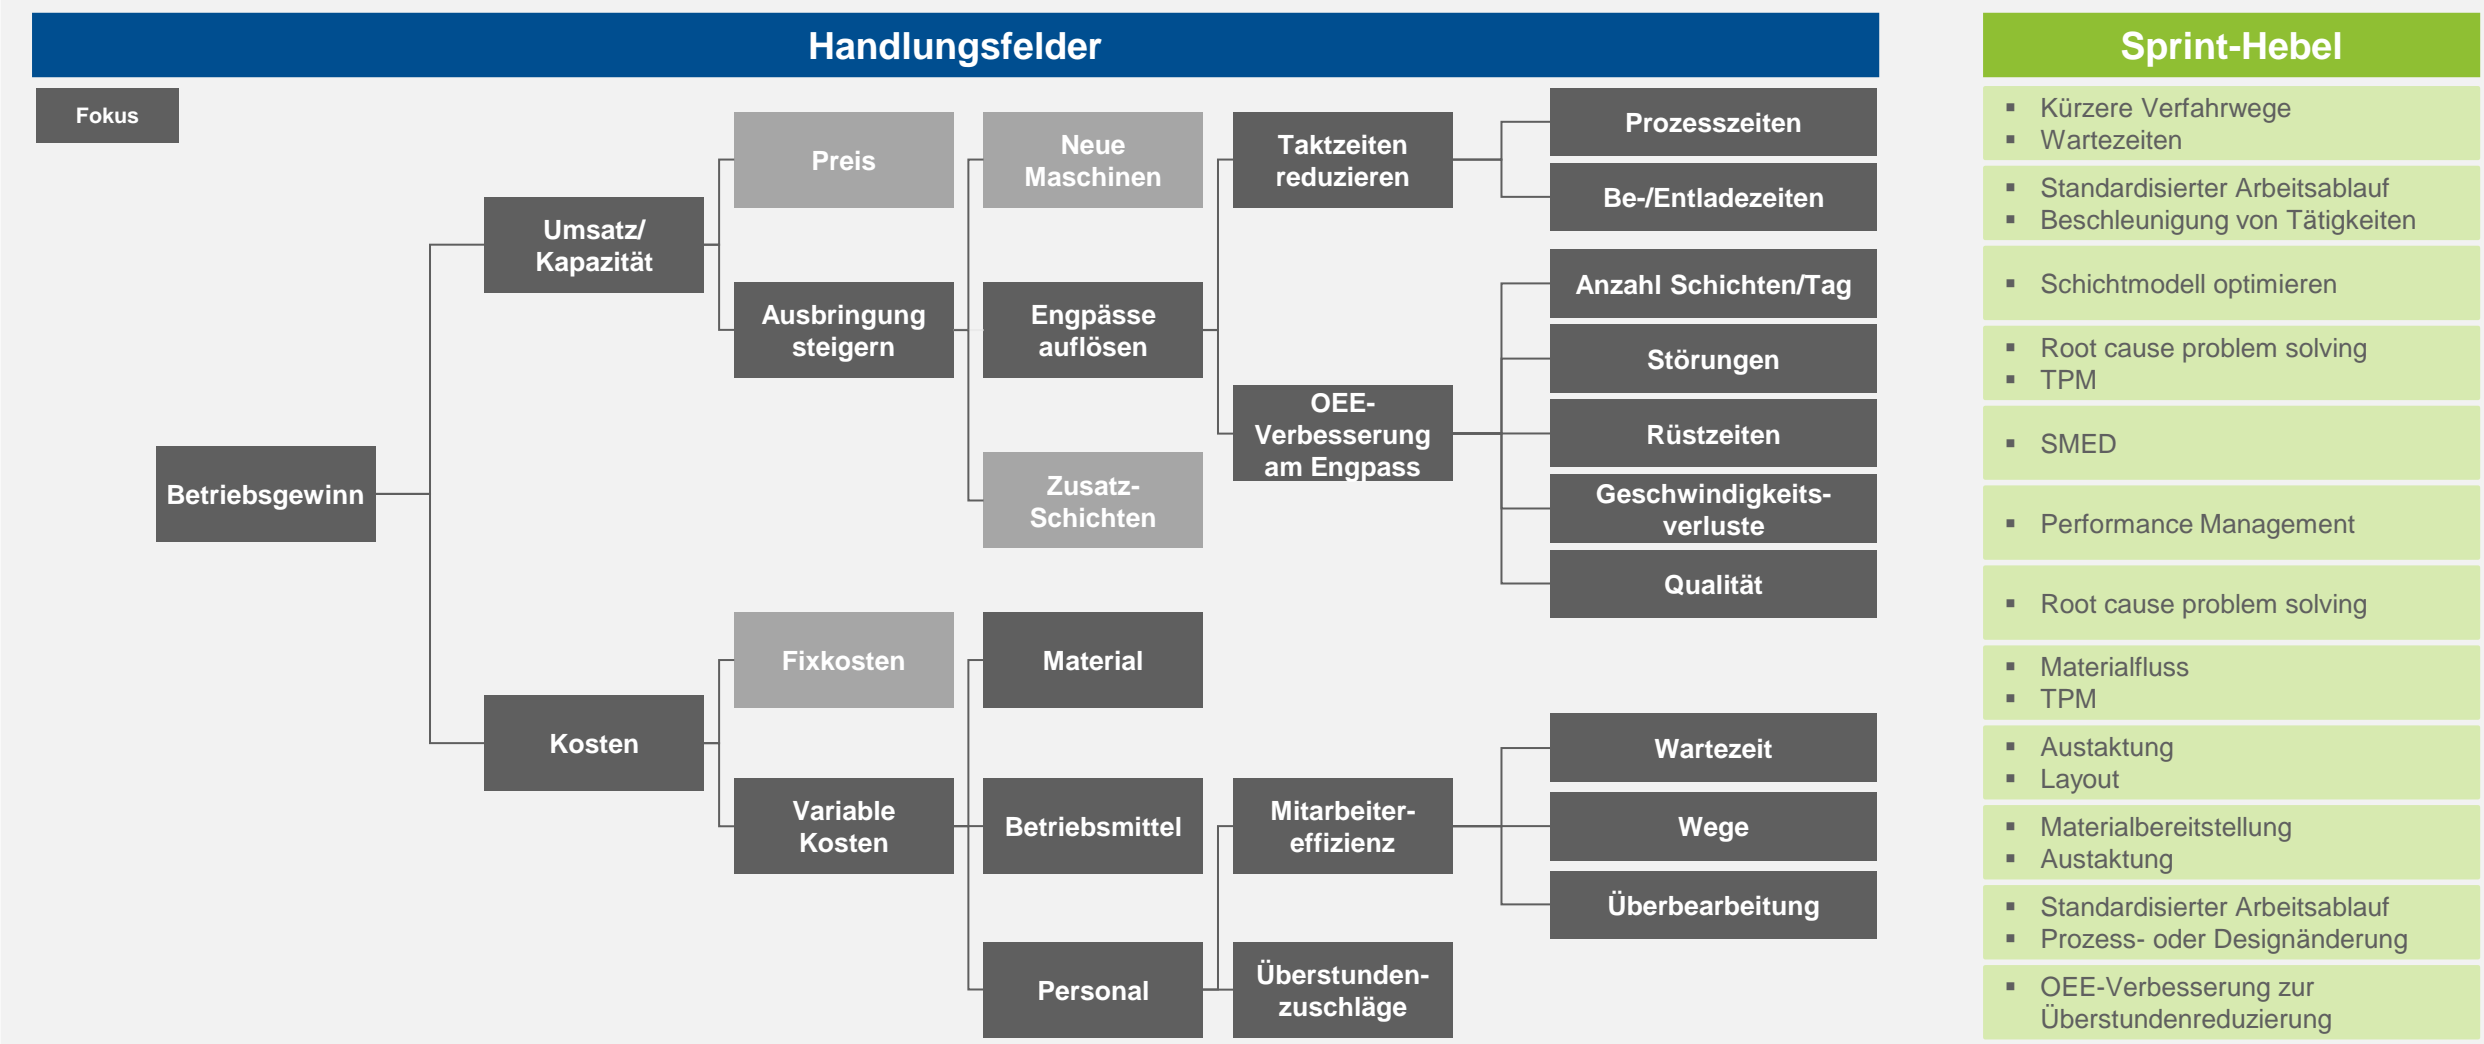 Handlungsfelder
Sprint-Hebel
Fokus
Betriebsgewinn
Umsatz/
Kapazität
Kosten
Preis
Ausbringung
steigern
Fixkosten
Variable
Kosten
Neue
Maschinen
Engpässe
auflösen
Zusatz-
Schichten
Material
Betriebsmittel
Personal
Taktzeiten
reduzieren
OEE-
Verbesserung
am Engpass
Mitarbeiter-
effizienz
Überstunden-
zuschläge
Prozesszeiten
Be-/Entladezeiten
Anzahl Schichten/Tag
Störungen
Rüstzeiten
Geschwindigkeits-
verluste
Qualität
Wartezeit
Wege
Überbearbeitung
▪ Kürzere Verfahrwege
▪ Wartezeiten
▪ Standardisierter Arbeitsablauf
▪ Beschleunigung von Tätigkeiten
▪ Schichtmodell optimieren
▪ Root cause problem solving
▪ TPM
▪ SMED
▪ Performance Management
▪ Root cause problem solving
▪ Materialfluss
▪ TPM
▪ Austaktung
▪ Layout
▪ Materialbereitstellung
▪ Austaktung
▪ Standardisierter Arbeitsablauf
▪ Prozess- oder Designänderung
▪ OEE-Verbesserung zur
Überstundenreduzierung